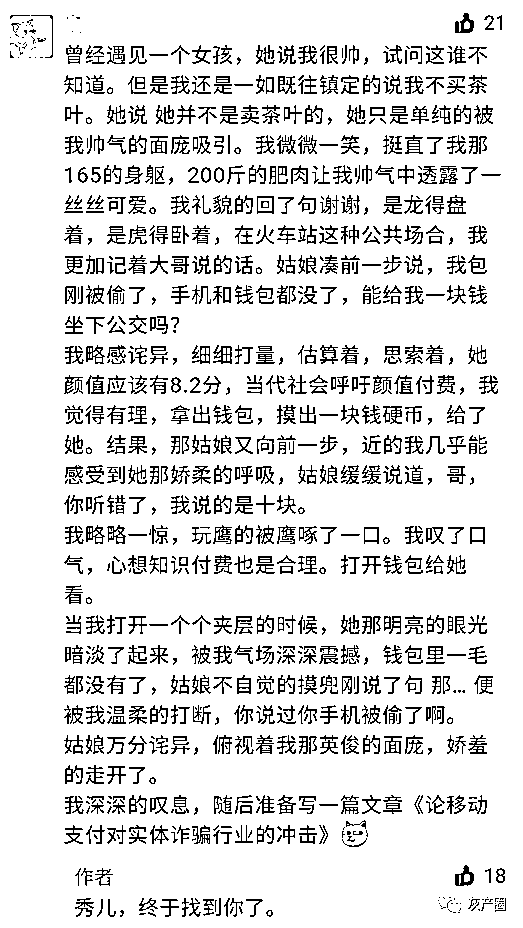 21
曾经遇见一个女孩，她说我很帅，试问这谁不
知道。但是我还是一如既往镇定的说我不买茶
叶。她说 她并不是卖茶叶的，她只是单纯的被
我帅气的面庞吸引。我微微一笑，挺直了我那
165的身躯，200斤的肥肉让我帅气中透露了一
丝丝可爱。我礼貌的回了句谢谢，是龙得盘
着，是虎得卧着，在火车站这种公共场合，我
更加记着大哥说的话。姑娘凑前一步说，我包
刚被偷了，手机和钱包都没了，能给我一块钱
坐下公交吗？
我略感诧异，细细打量，估算着，思索着，她
颜值应该有8.2分，当代社会呼吁颜值付费，我
觉得有理，拿出钱包，摸出一块钱硬币，给了
她。结果，那姑娘又向前一步，近的我几乎能
感受到她那娇柔的呼吸，姑娘缓缓说道，哥，
你听错了，我说的是十块。
我略略一惊，玩鹰的被鹰啄了一口。我叹了口
气，心想知识付费也是合理。打开钱包给她
看。
当我打开一个个夹层的时候，她那明亮的眼光
暗淡了起来，被我气场深深震撼，钱包里一毛
都没有了，姑娘不自觉的摸兜刚说了句 那... 便
被我温柔的打断，你说过你手机被偷了啊。
姑娘万分诧异，俯视着我那英俊的面庞，娇羞
的走开了。
我深深的叹息，随后准备写一篇文章《论移动
支付对实体诈骗行业的冲击》
作者
18
秀儿，终于找到你了。
灰产圈